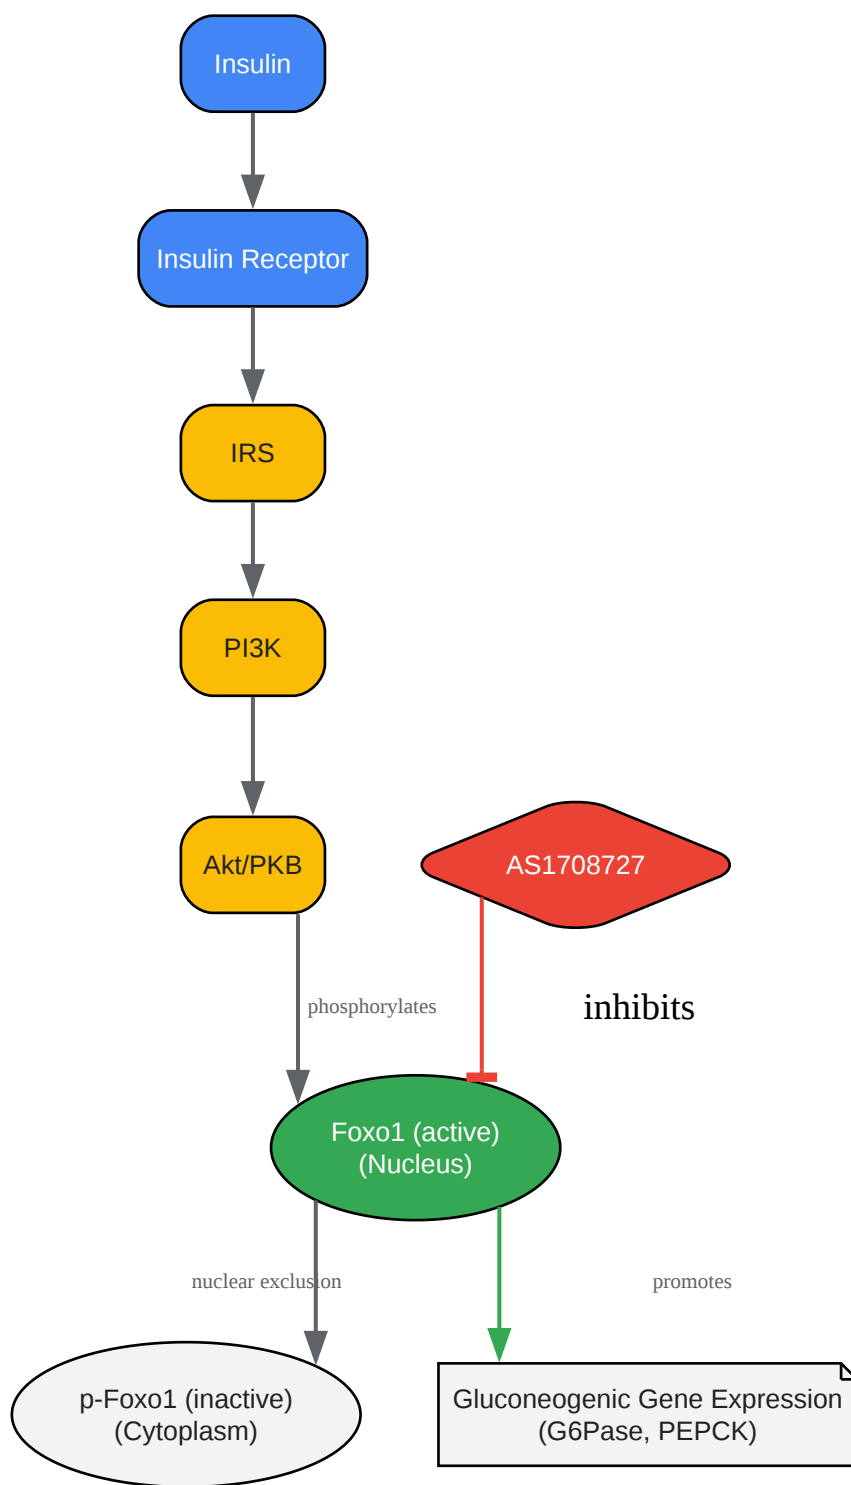 Insulin
Insulin Receptor
IRS
PI3K
Akt/PKB
AS1708727
phosphorylates
inhibits
Foxo1 (active)
(Nucleus)
nuclear exclusion
promotes
p-Foxo1 (inactive)
(Cytoplasm)
Gluconeogenic Gene Expression
(G6Pase, PEPCK)